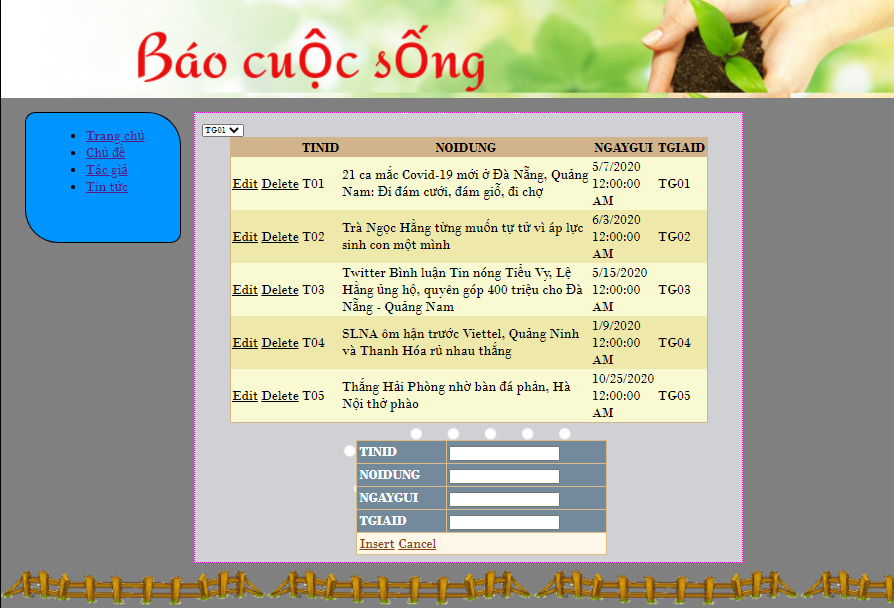 Báo cuộc sống
Trang chủ
Chủ đề
Tác giả
Tin tức
TG01
TINID NOIDUNG NGAYGUI TGIAID
Edit Delete T01 21 ca mắc Covid-19 mới ở Đà Nẵng, Quảng Nam: Đi đám cưới, đám giỗ, đi chợ 5/7/2020 12:00:00 AM TG01
Edit Delete T02 Trà Ngọc Hằng từng muốn tự tử vì áp lực sinh con một mình 6/3/2020 12:00:00 AM TG02
Edit Delete T03 Twitter Bình luận Tin nóng Tiểu Vy, Lệ Hằng ủng hộ, quyên góp 400 triệu cho Đà Nẵng - Quảng Nam 5/15/2020 12:00:00 AM TG03
Edit Delete T04 SLNA ôm hận trước Viettel, Quảng Ninh và Thanh Hóa rủ nhau thắng 1/9/2020 12:00:00 AM TG04
Edit Delete T05 Thắng Hải Phòng nhờ bàn đá phản, Hà Nội thở phào 10/25/2020 12:00:00 AM TG05
TINID
NOIDUNG
NGAYGUI
TGIAID
Insert Cancel